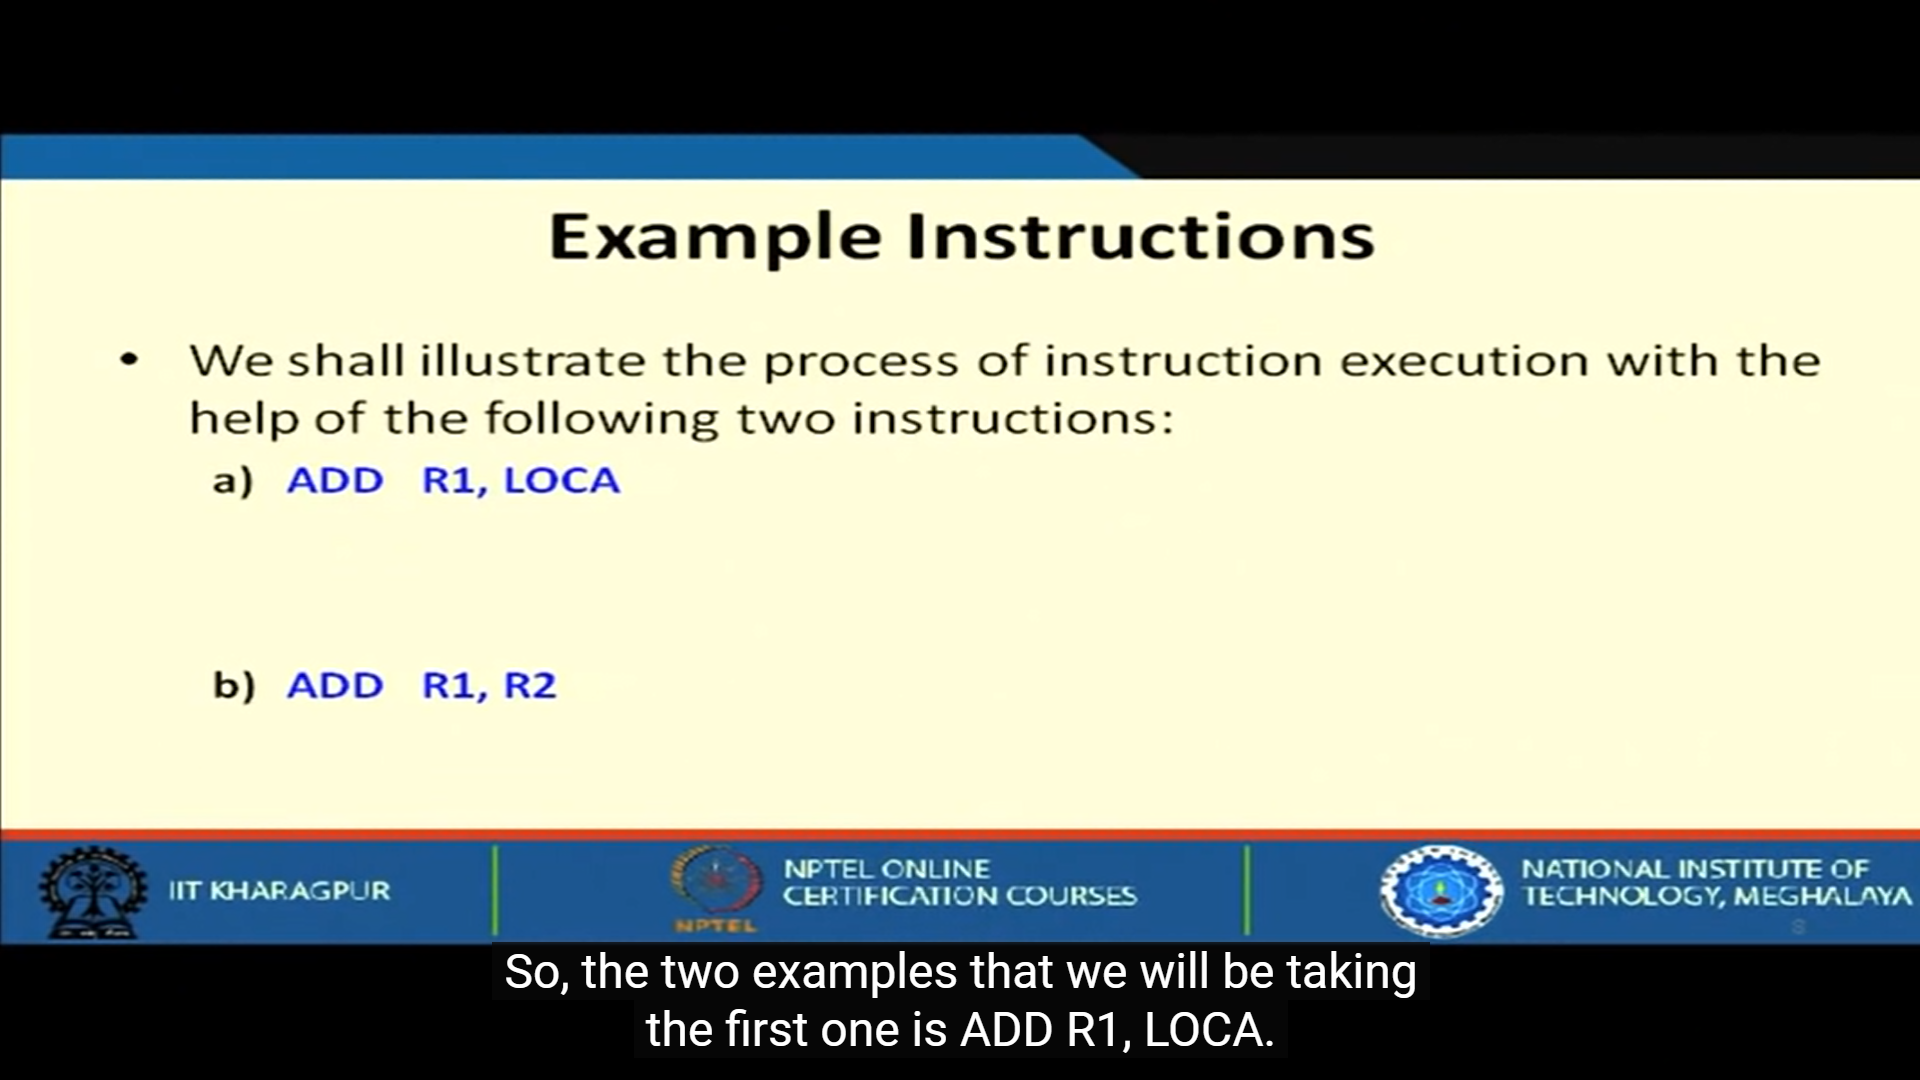 Example Instructions
• We shall illustrate the process of instruction execution with the
help of the following two instructions:
a) ADD R1, LOCA
b) ADD R1, R2
IIT KHARAGPUR
NPTEL
NPTEL ONLINE
CERTIFICATION COURSES
NATIONAL INSTITUTE OF
TECHNOLOGY, MEGHALAYA
8
So, the two examples that we will be taking
the first one is ADD R1, LOCA.